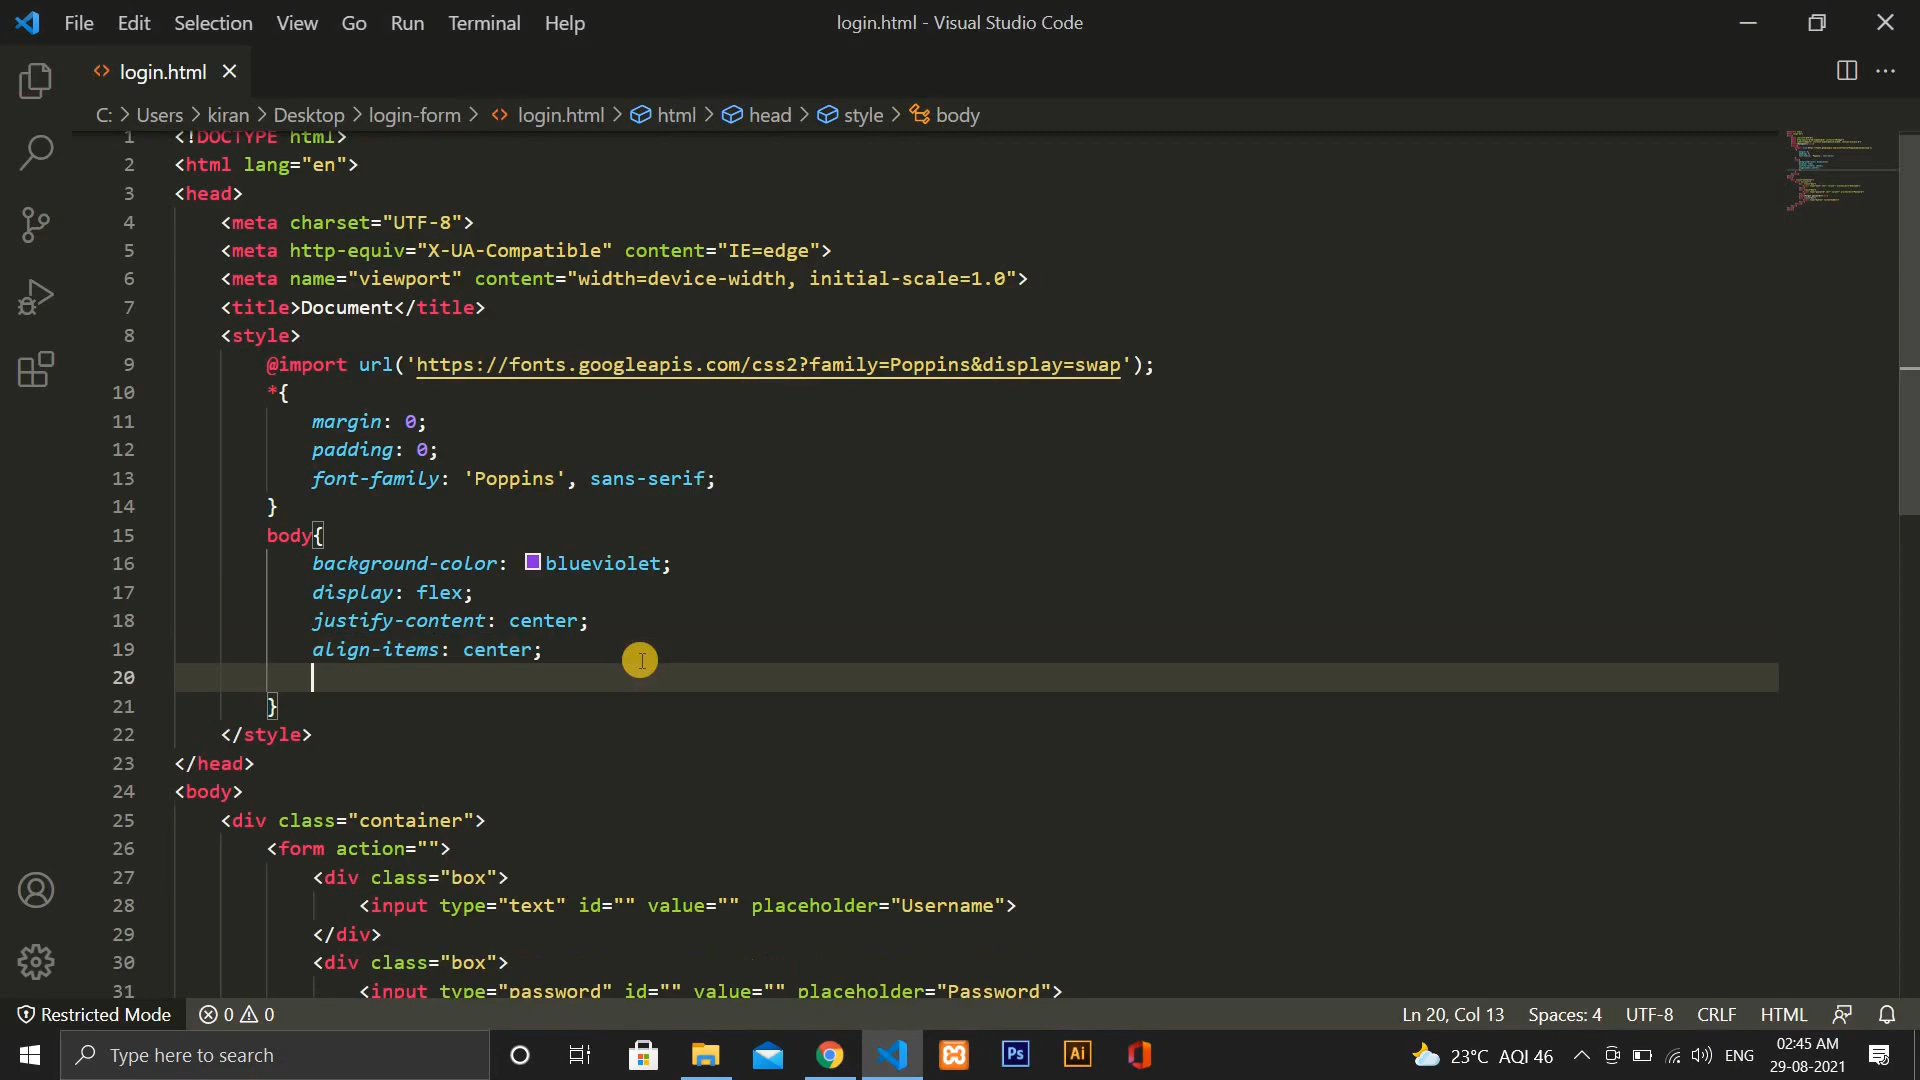 File Edit Selection View Go Run Terminal Help
login.html - Visual Studio Code
login.html
C: > Users > kiran > Desktop > login-form > login.html > html > head > style > body
1 <!DOCTYPE html>
2 <html lang="en">
3 <head>
4 <meta charset="UTF-8">
5 <meta http-equiv="X-UA-Compatible" content="IE=edge">
6 <meta name="viewport" content="width=device-width, initial-scale=1.0">
7 <title>Document</title>
8 <style>
9 @import url('https://fonts.googleapis.com/css2?family=Poppins&display=swap');
10 *{
11 margin: 0;
12 padding: 0;
13 font-family: 'Poppins', sans-serif;
14 }
15 body{
16 background-color: blueviolet;
17 display: flex;
18 justify-content: center;
19 align-items: center;
20
21 }
22 </style>
23 </head>
24 <body>
25 <div class="container">
26 <form action="">
27 <div class="box">
28 <input type="text" id="" value="" placeholder="Username">
29 </div>
30 <div class="box">
31 <input type="password" id="" value="" placeholder="Password">
Restricted Mode 0 0 Ln 20, Col 13 Spaces: 4 UTF-8 CRLF HTML
Type here to search
Ps
Ai
23°C AQI 46
ENG
02:45 AM
29-08-2021